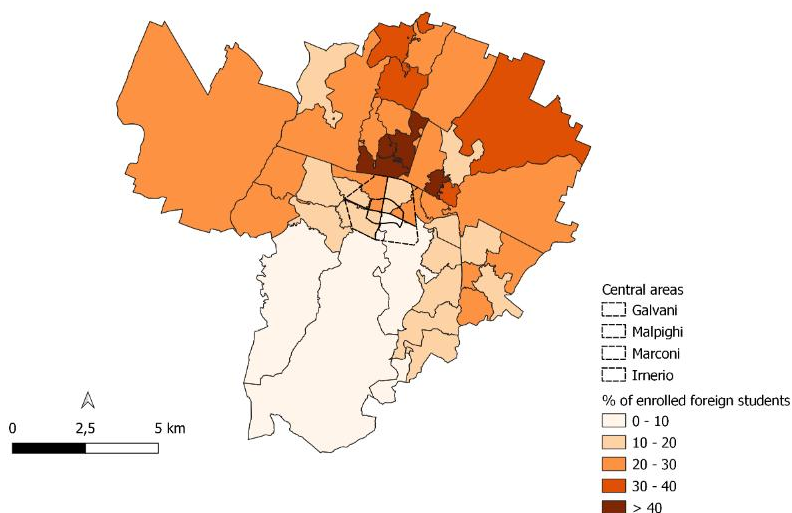 Central areas
Galvani
Malpighi
Marconi
Irnerio
% of enrolled foreign students
0 - 10
10 - 20
20 - 30
30 - 40
> 40
0 2,5 5 km